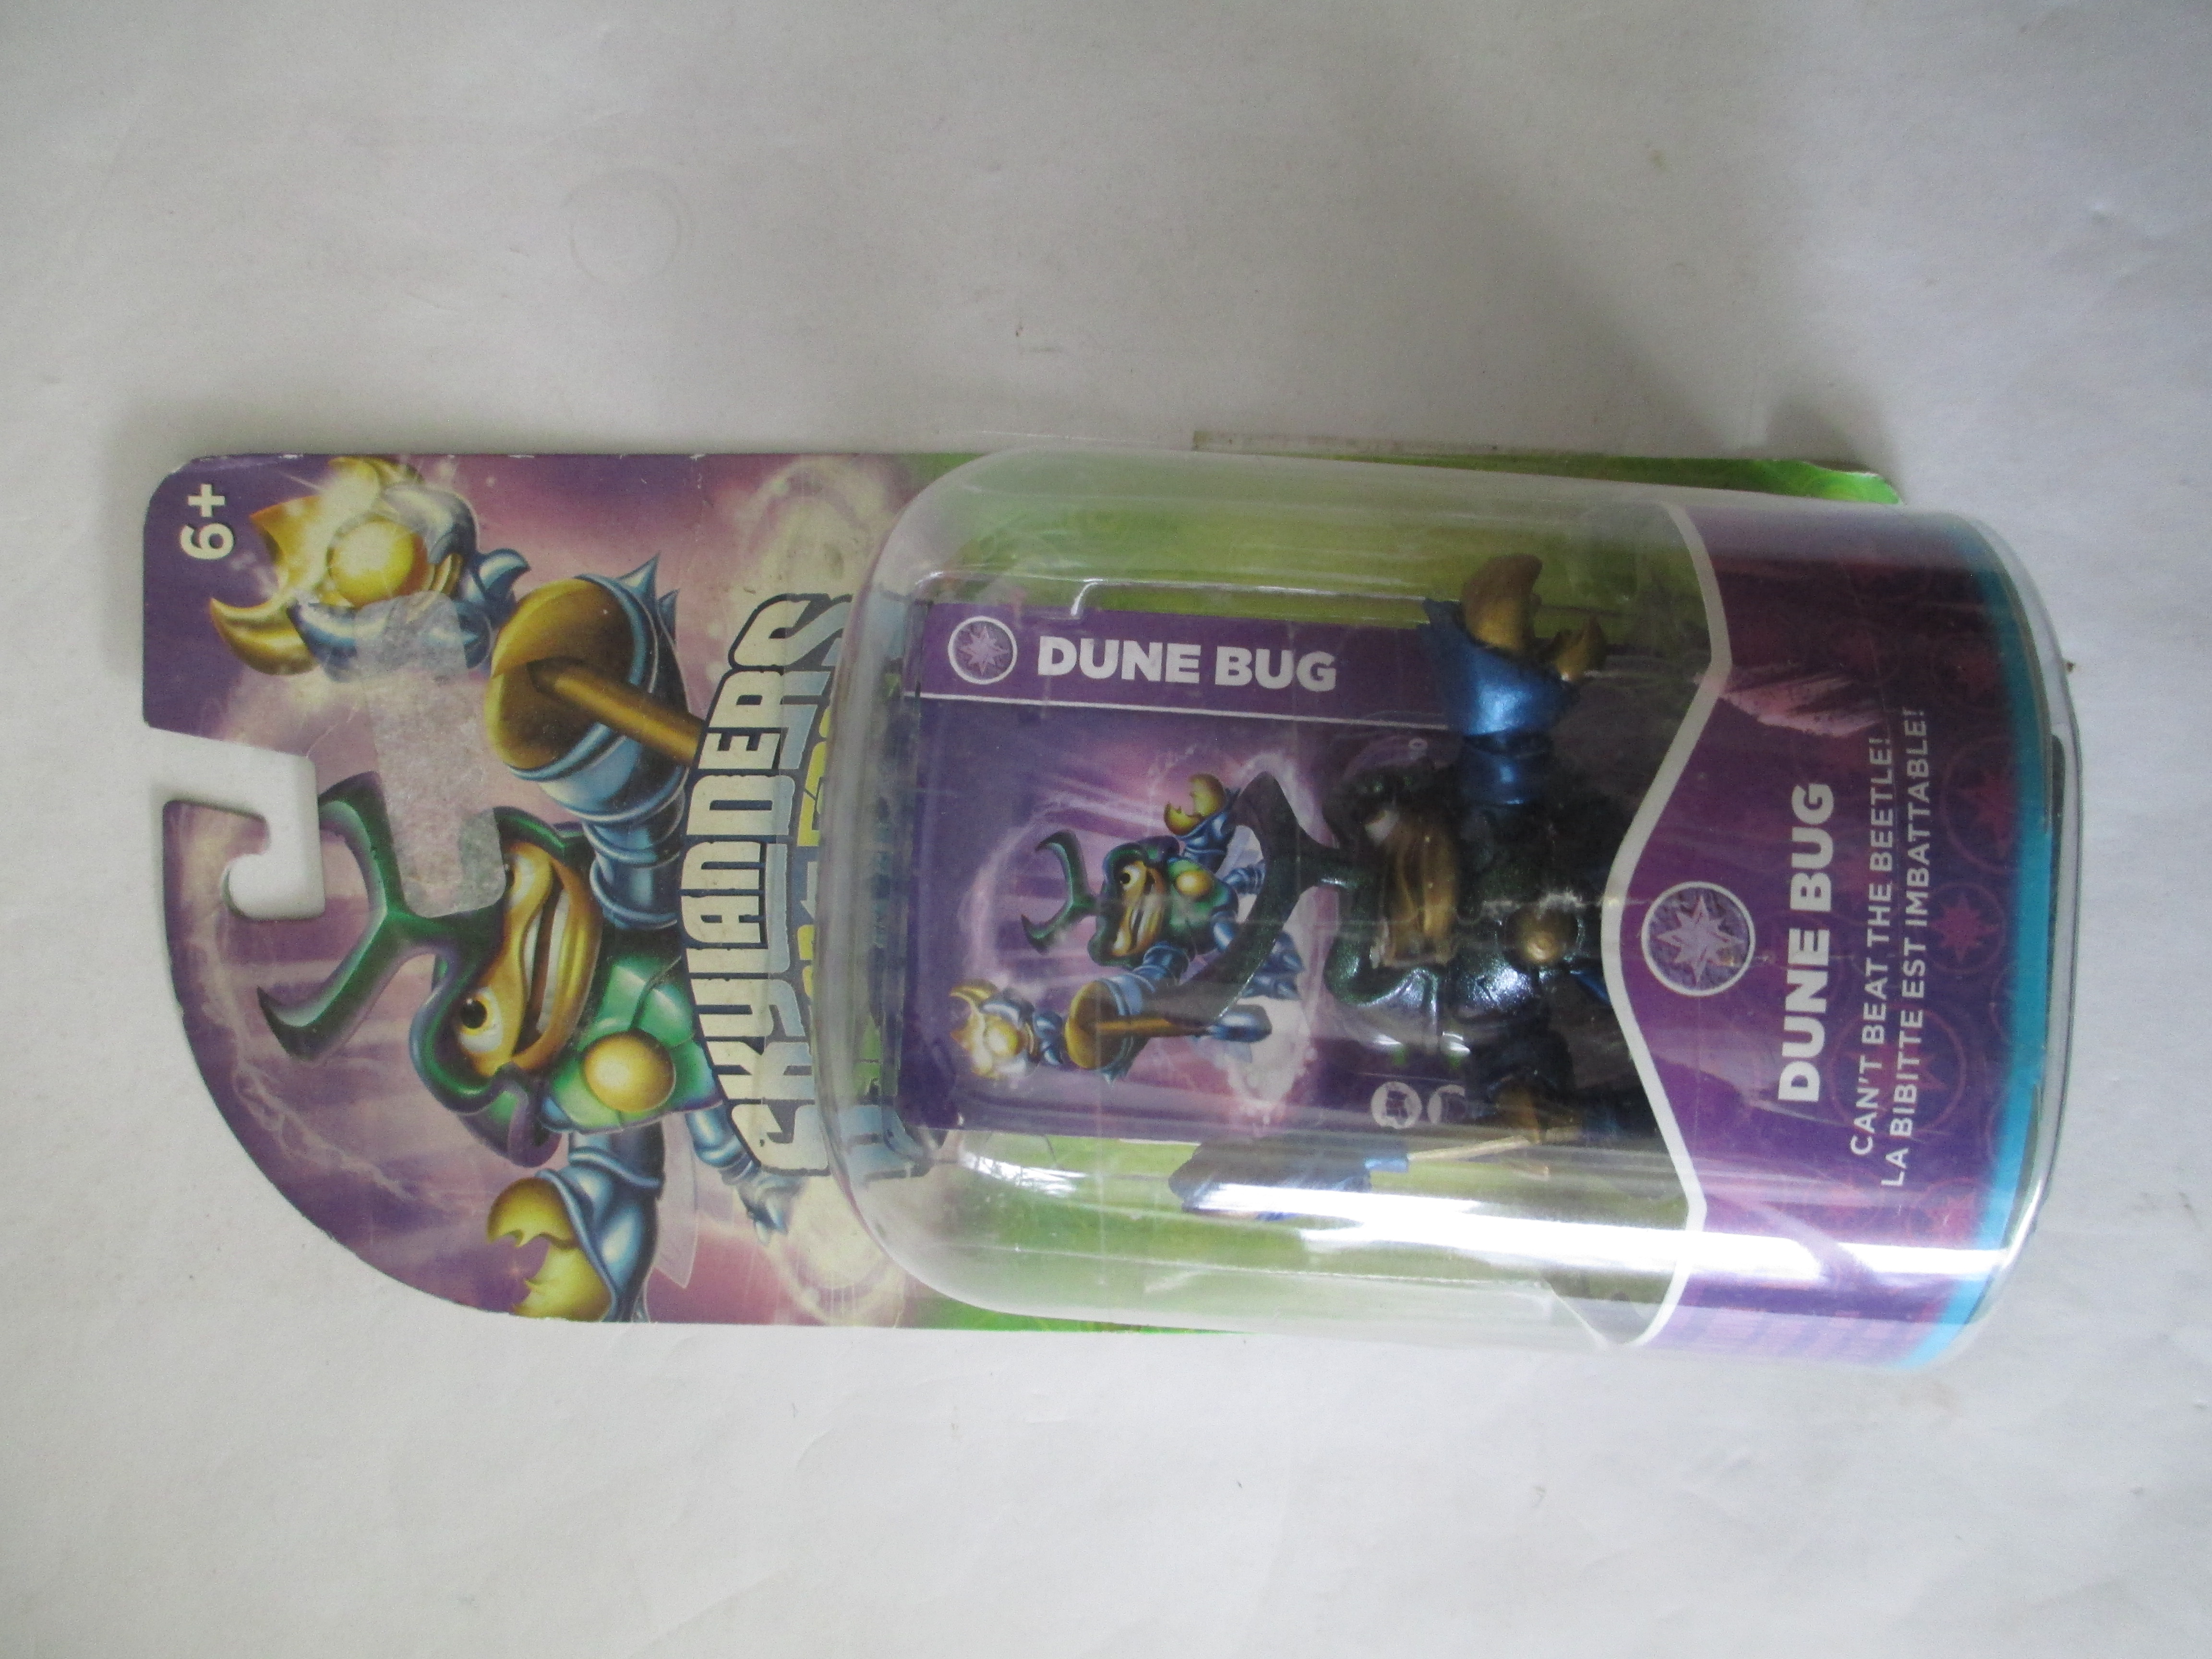 6+
SKYLANDERS
DUNE BUG
DUNE BUG
CAN'T BEAT THE BEETLE!
LA BIBITTE EST IMBATTABLE!